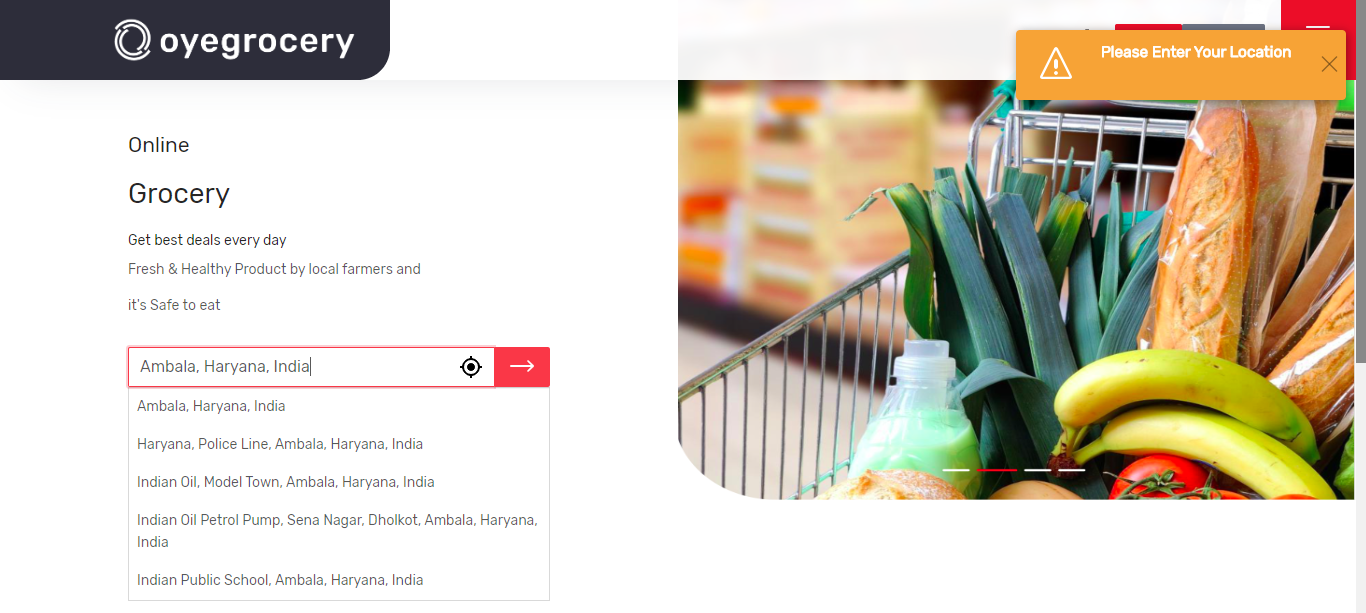 oyegrocery
Please Enter Your Location
Online
Grocery
Get best deals every day
Fresh & Healthy Product by local farmers and
it's Safe to eat
Ambala, Haryana, India
Ambala, Haryana, India
Haryana, Police Line, Ambala, Haryana, India
Indian Oil, Model Town, Ambala, Haryana, India
Indian Oil Petrol Pump, Sena Nagar, Dholkot, Ambala, Haryana,
India
Indian Public School, Ambala, Haryana, India